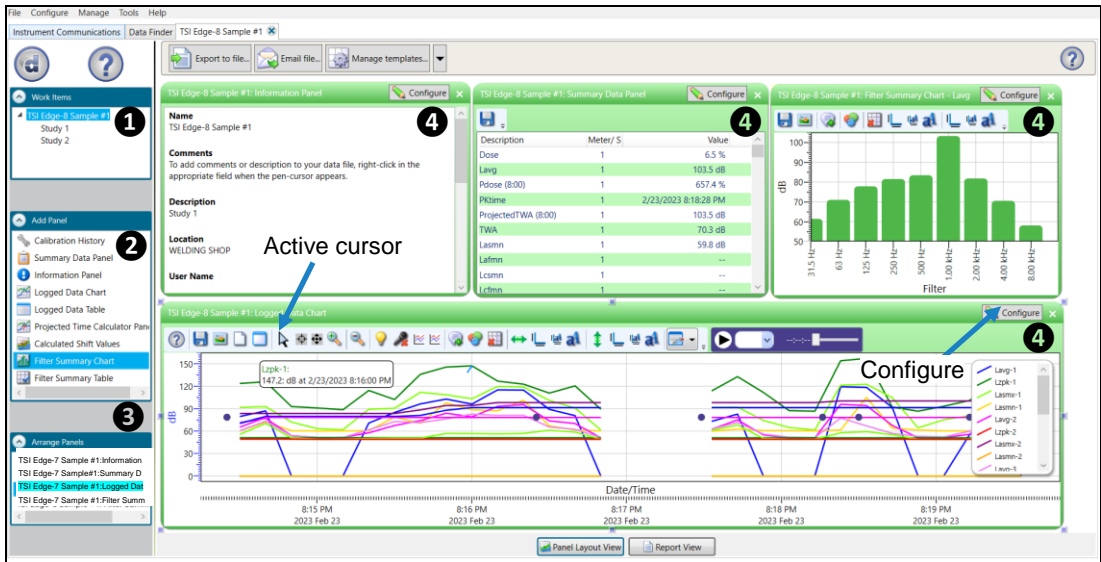 File Configure Manage Tools Help
Instrument Communications Data Finder TSI Edge-8 Sample #1
Export to file... Email file... Manage templates...
Work Items
TSI Edge-8 Sample #1
Study 1
Study 2
1
Add Panel
Calibration History
2
Summary Data Panel
Information Panel
Logged Data Chart
Logged Data Table
Projected Time Calculator Pane
Calculated Shift Values
Filter Summary Chart
Filter Summary Table
3
Arrange Panels
TSI Edge-7 Sample #1:Information
TSI Edge-7 Sample#1:Summary D
TSI Edge-7 Sample #1:Logged Dat
TSI Edge-7 Sample #1:Filter Summ
TSI Edge-8 Sample #1: Information Panel Configure
4
Name
TSI Edge-8 Sample #1
Comments
To add comments or description to your data file, right-click in the
appropriate field when the pen-cursor appears.
Description
Study 1
Location
WELDING SHOP
User Name
Active cursor
TSI Edge-8 Sample #1: Summary Data Panel Configure
4
Description Meter/ S Value
Dose 1 6.5 %
Lavg 1 103.5 dB
Pdose (8:00) 1 657.4 %
PKtime 1 2/23/2023 8:18:28 PM
ProjectedTWA (8:00) 1 103.5 dB
TWA 1 70.3 dB
Lasmn 1 59.8 dB
Lafmn 1 --
Lcsmn 1 --
Lcfmn 1 --
TSI Edge-8 Sample #1: Filter Summary Chart - Lavg Configure
4
100
90
80
70
60
50
dB
31.5 Hz
63 Hz
125 Hz
250 Hz
500 Hz
1.00 kHz
2.00 kHz
4.00 kHz
8.00 kHz
Filter
TSI Edge-8 Sample #1: Logged Data Chart Configure
4
Configure
Lzpk-1:
147.2: dB at 2/23/2023 8:16:00 PM
150
120
90
60
30
0
dB
Lavg-1
Lzpk-1
Lasmx-1
Lasmn-1
Lavg-2
Lzpk-2
Lasmx-2
Lasmn-2
Lavg-3
Date/Time
8:15 PM 8:16 PM 8:17 PM 8:18 PM 8:19 PM
2023 Feb 23 2023 Feb 23 2023 Feb 23 2023 Feb 23 2023 Feb 23
Panel Layout View Report View